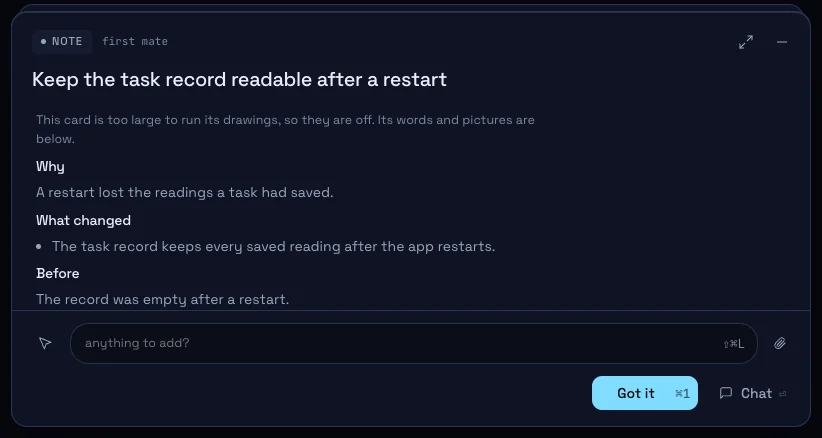 NOTE first mate
Keep the task record readable after a restart
This card is too large to run its drawings, so they are off. Its words and pictures are
below.
Why
A restart lost the readings a task had saved.
What changed
• The task record keeps every saved reading after the app restarts.
Before
The record was empty after a restart.
anything to add? ⇧⌘L
Got it ⌘1 Chat ⏎